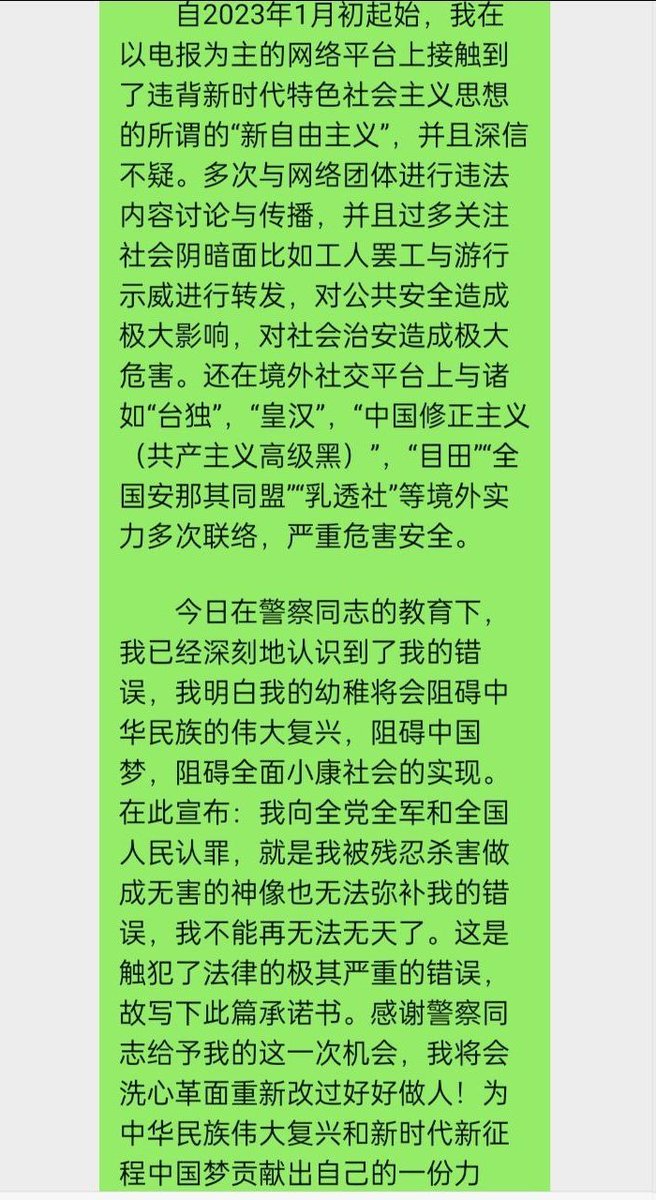 自2023年1月初起始，我在
以电报为主的网络平台上接触到
了违背新时代特色社会主义思想
的所谓的“新自由主义”，并且深信
不疑。多次与网络团体进行违法
内容讨论与传播，并且过多关注
社会阴暗面比如工人罢工与游行
示威进行转发，对公共安全造成
极大影响，对社会治安造成极大
危害。还在境外社交平台上与诸
如“台独”，“皇汉”，“中国修正主义
（共产主义高级黑）”，“目田”“全
国安那其同盟”“乳透社”等境外实
力多次联络，严重危害安全。
今日在警察同志的教育下，
我已经深刻地认识到了我的错
误，我明白我的幼稚将会阻碍中
华民族的伟大复兴，阻碍中国
梦，阻碍全面小康社会的实现。
在此宣布：我向全党全军和全国
人民认罪，就是我被残忍杀害做
成无害的神像也无法弥补我的错
误，我不能再无法无天了。这是
触犯了法律的极其严重的错误，
故写下此篇承诺书。感谢警察同
志给予我的这一次机会，我将会
洗心革面重新改过好好做人！为
中华民族伟大复兴和新时代新征
程中国梦贡献出自己的一份力